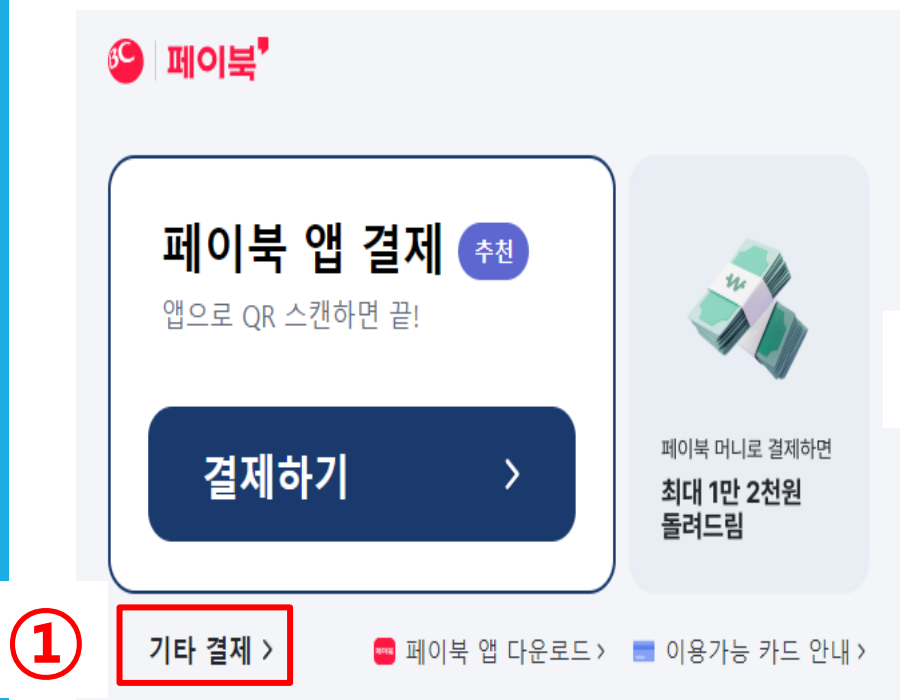 BC 페이북
페이북 앱 결제 추천
앱으로 QR 스캔하면 끝!
결제하기 >
페이북 머니로 결제하면
최대 1만 2천원
돌려드림
① 기타 결제 > 페이북 앱 다운로드 > 이용가능 카드 안내 >